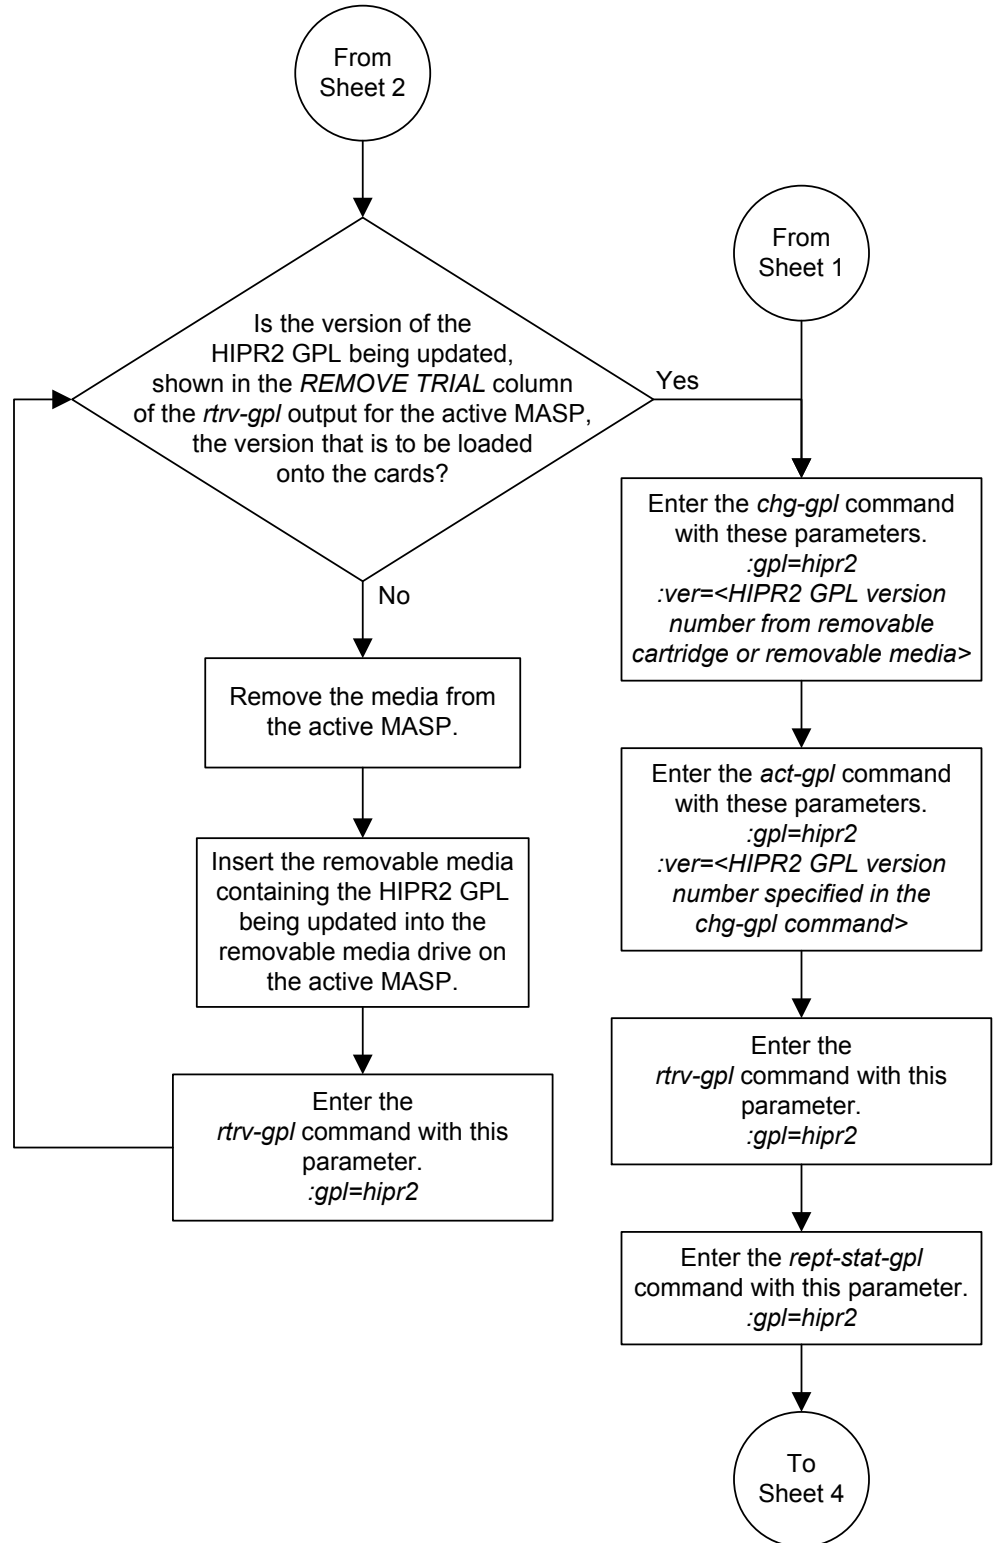 From
Sheet 2
Is the version of the
HIPR2 GPL being updated,
shown in the REMOVE TRIAL column
of the rtrv-gpl output for the active MASP,
the version that is to be loaded
onto the cards?
Yes
No
Remove the media from
the active MASP.
Insert the removable media
containing the HIPR2 GPL
being updated into the
removable media drive on
the active MASP.
Enter the
rtrv-gpl command with this
parameter.
:gpl=hipr2
From
Sheet 1
Enter the chg-gpl command
with these parameters.
:gpl=hipr2
:ver=<HIPR2 GPL version
number from removable
cartridge or removable media>
Enter the act-gpl command
with these parameters.
:gpl=hipr2
:ver=<HIPR2 GPL version
number specified in the
chg-gpl command>
Enter the
rtrv-gpl command with this
parameter.
:gpl=hipr2
Enter the rept-stat-gpl
command with this parameter.
:gpl=hipr2
To
Sheet 4